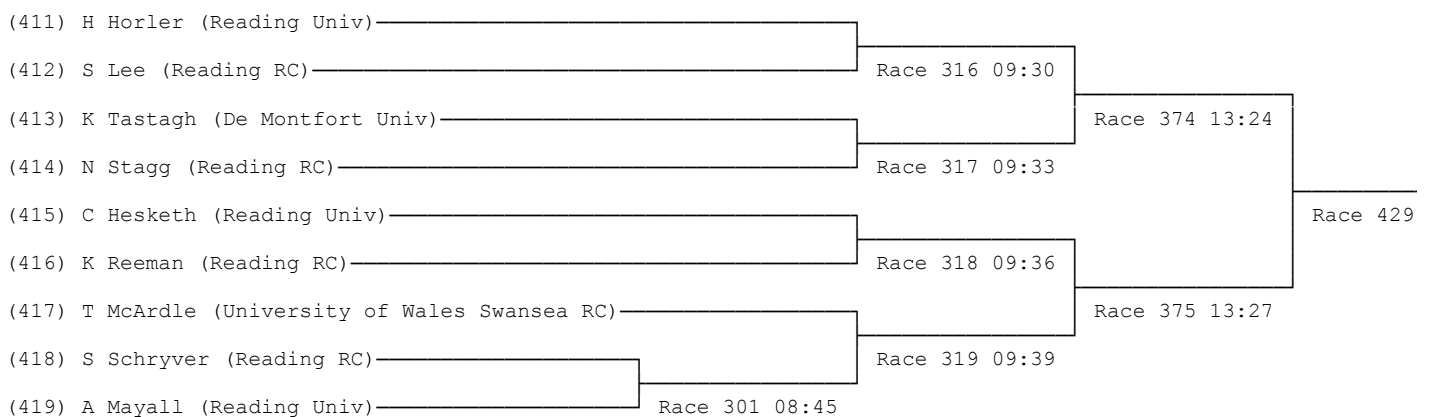 (411) H Horler (Reading Univ)
(412) S Lee (Reading RC) Race 316 09:30
(413) K Tastagh (De Montfort Univ) Race 374 13:24
(414) N Stagg (Reading RC) Race 317 09:33
(415) C Hesketh (Reading Univ) Race 429
(416) K Reeman (Reading RC) Race 318 09:36
(417) T McArdle (University of Wales Swansea RC) Race 375 13:27
(418) S Schryver (Reading RC) Race 319 09:39
(419) A Mayall (Reading Univ) Race 301 08:45